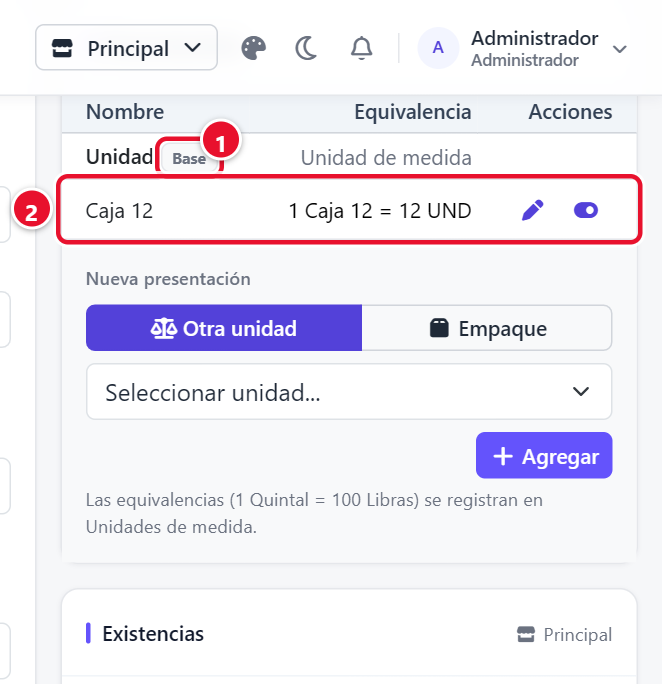 Principal
A
Administrador
Administrador
Nombre Equivalencia Acciones
1
Unidad Base Unidad de medida
2
Caja 12 1 Caja 12 = 12 UND
Nueva presentación
Otra unidad Empaque
Seleccionar unidad...
+ Agregar
Las equivalencias (1 Quintal = 100 Libras) se registran en
Unidades de medida.
Existencias Principal